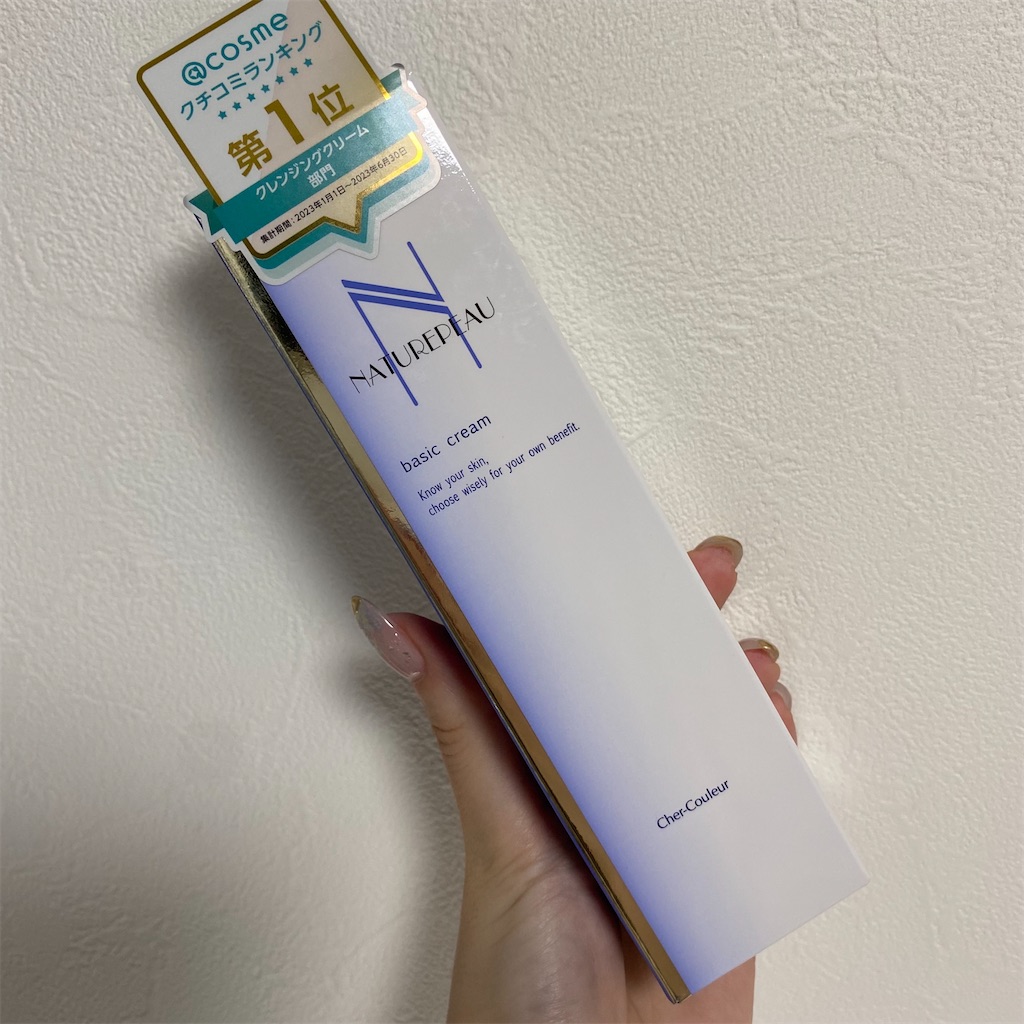 @cosme
クチコミランキング
★★★★★★★
第1位
クレンジングクリーム
部門
集計期間：2023年1月1日～2023年6月30日
N
NATUREPEAU
basic cream
Know your skin,
choose wisely for your own benefit.
Cher-Couleur